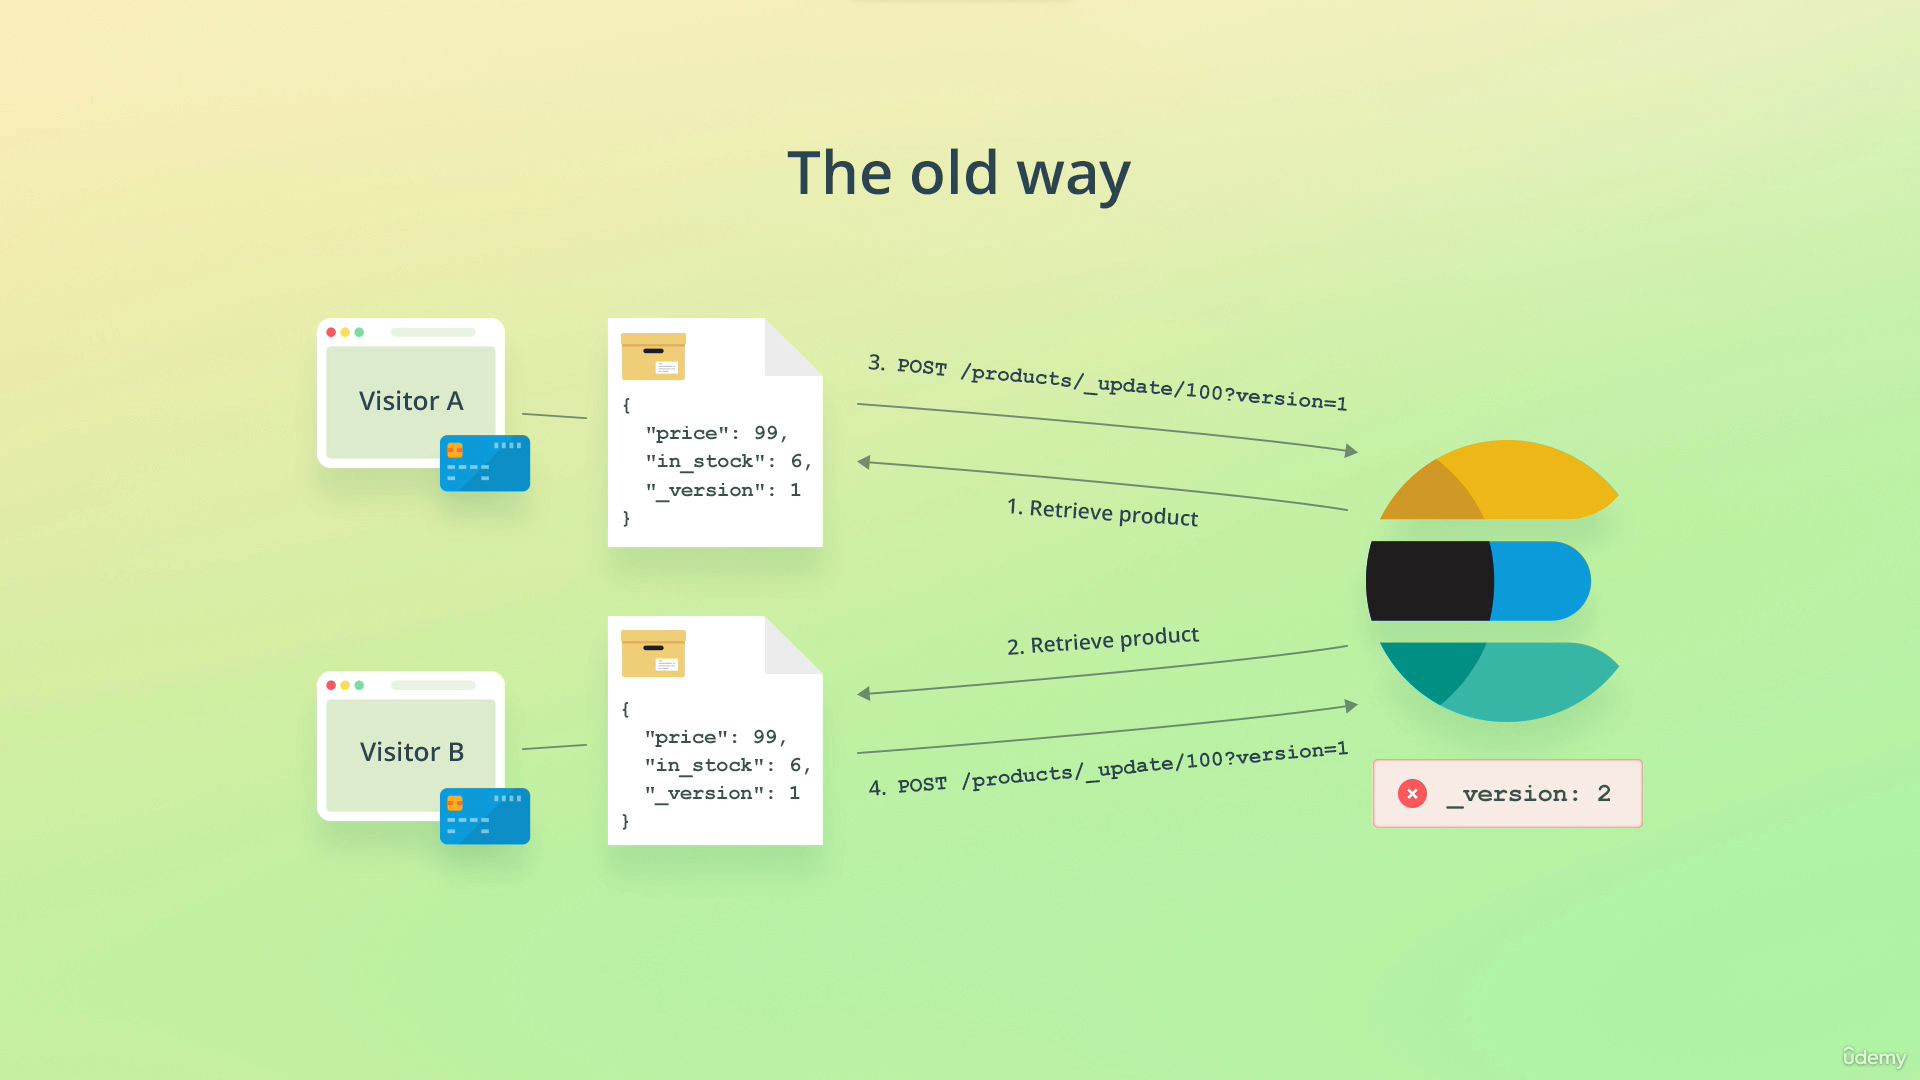 The old way
Visitor A
{
"price": 99,
"in_stock": 6,
"_version": 1
}
3. POST /products/_update/100?version=1
1. Retrieve product
Visitor B
{
"price": 99,
"in_stock": 6,
"_version": 1
}
2. Retrieve product
4. POST /products/_update/100?version=1
_version: 2
ûdemy